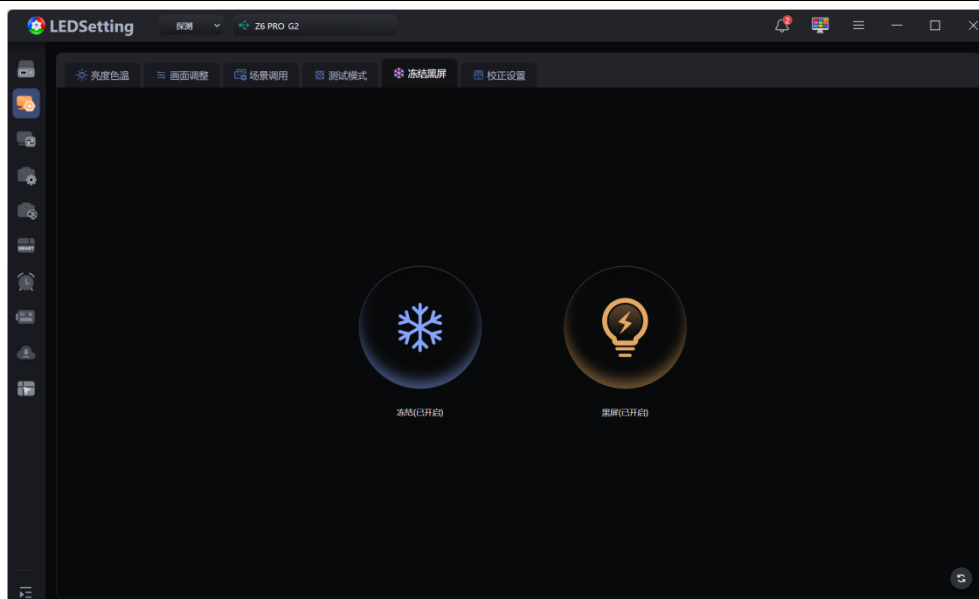 LEDSetting 探测 Z6 PRO G2 2
亮度色温 画面调整 场景调用 测试模式 冻结黑屏 校正设置
SMART
冻结(已开启) 黑屏(已开启)